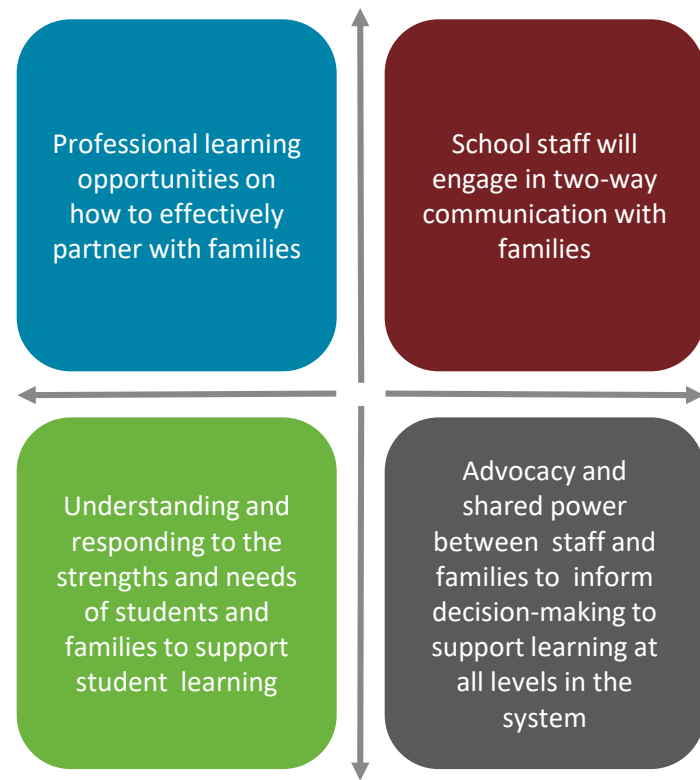 Professional learning
opportunities on
how to effectively
partner with families
School staff will
engage in two-way
communication with
families
Understanding and
responding to the
strengths and needs
of students and
families to support
student  learning
Advocacy and
shared power
between  staff and
families to  inform
decision-making to
support learning at
all levels in the
system